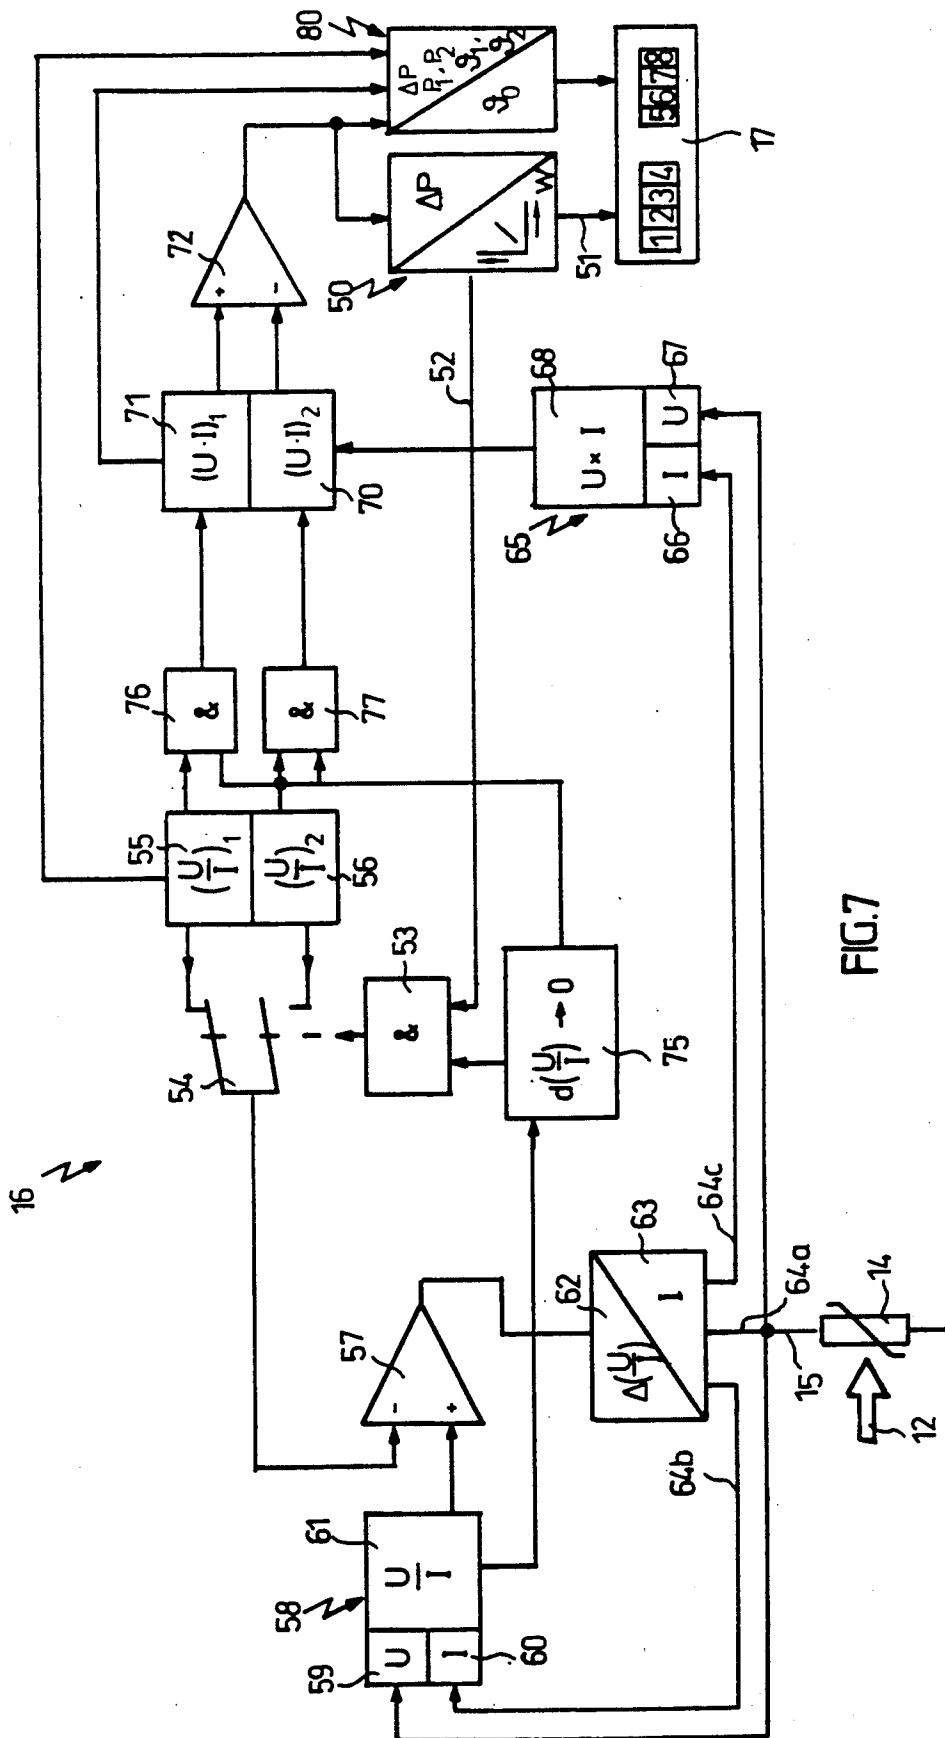 16
80
ΔP
P₁, P₂
ϑ₁, ϑ₂
ϑ₀
ΔP
W
50
51
1 2 3 4
5 6 7 8
17
72
+
-
71
(U·I)₁
(U·I)₂
70
52
68
U × I
I
U
67
66
65
76
&
&
77
55
(U/I)₁
(U/I)₂
56
54
53
&
d(U/I) → 0
75
57
-
+
62
63
Δ(U/I)
I
64c
64a
64b
15
14
12
58
61
U/I
59
U
I
60
FIG.7